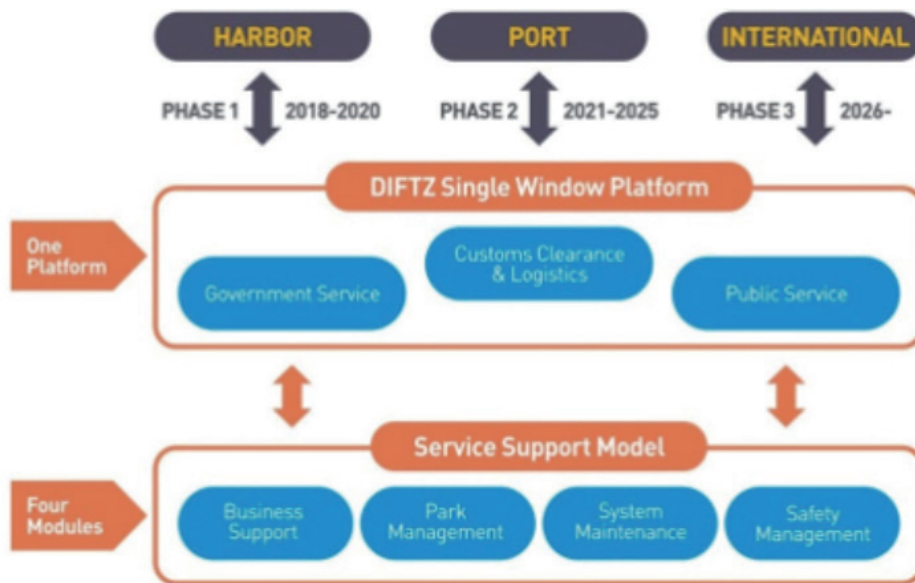 HARBOR
PORT
INTERNATIONAL
PHASE 1 2018-2020
PHASE 2 2021-2025
PHASE 3 2026-
DIFTZ Single Window Platform
One
Platform
Government Service
Customs Clearance
& Logistics
Public Service
Service Support Model
Four
Modules
Business
Support
Park
Management
System
Maintenance
Safety
Management